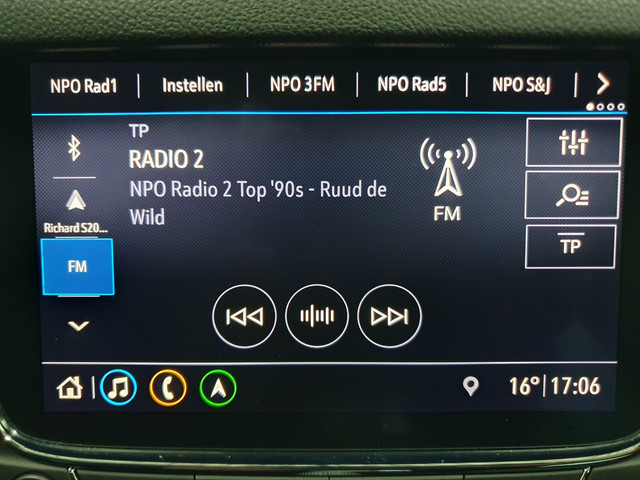 NPO Rad1 | Instellen | NPO 3FM | NPO Rad5 | NPO S&J |
TP
RADIO 2
NPO Radio 2 Top '90s - Ruud de
Wild
FM
Richard S20...
FM
TP
16°|17:06